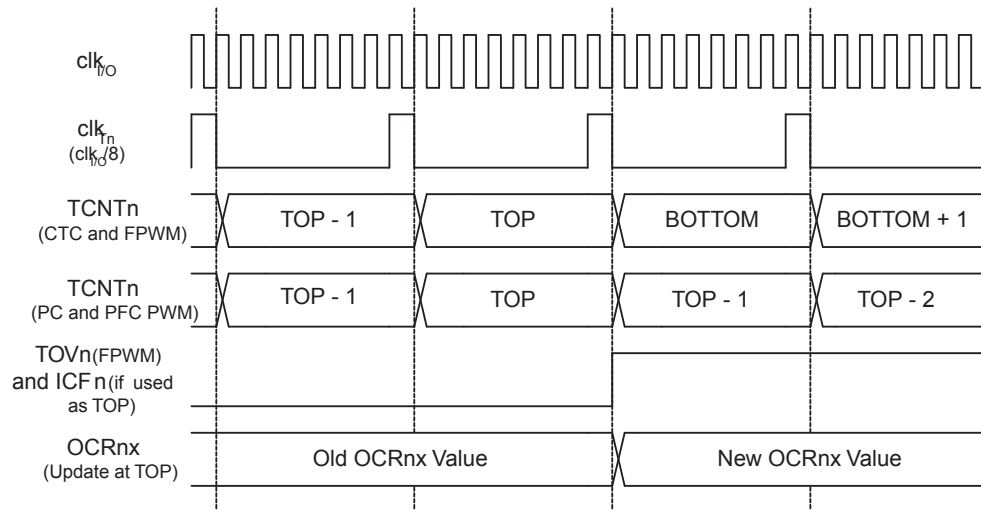 clkI/O
clkTn
(clkI/O/8)
TCNTn
(CTC and FPWM)
TOP - 1 TOP BOTTOM BOTTOM + 1
TCNTn
(PC and PFC PWM)
TOP - 1 TOP TOP - 1 TOP - 2
TOVn(FPWM)
and ICFn(if used
as TOP)
OCRnx
(Update at TOP)
Old OCRnx Value New OCRnx Value